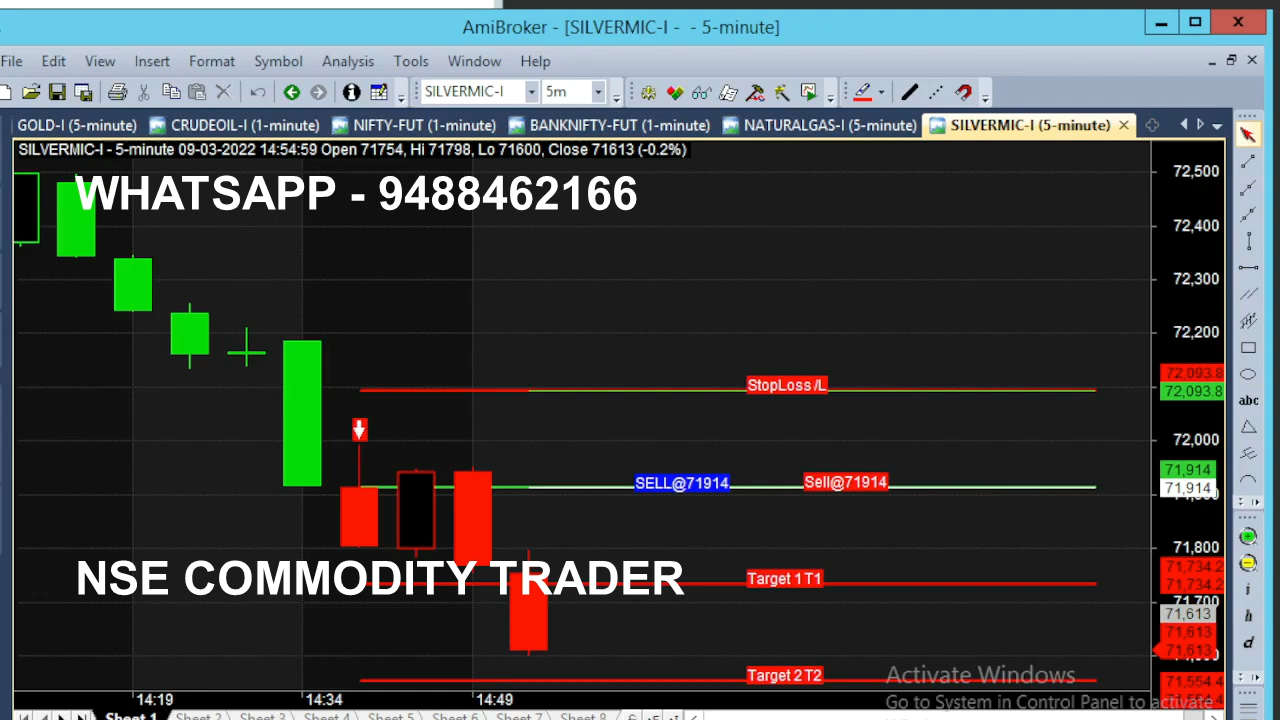 AmiBroker - [SILVERMIC-I - - 5-minute]
File Edit View Insert Format Symbol Analysis Tools Window Help
SILVERMIC-I 5m
GOLD-I (5-minute) CRUDEOIL-I (1-minute) NIFTY-FUT (1-minute) BANKNIFTY-FUT (1-minute) NATURALGAS-I (5-minute) SILVERMIC-I (5-minute)
SILVERMIC-I - 5-minute 09-03-2022 14:54:59 Open 71754, Hi 71798, Lo 71600, Close 71613 (-0.2%)
72,500
WHATSAPP - 9488462166
72,400
72,300
72,200
72,093.8
StopLoss /L
72,093.8
72,000
71,914
SELL@71914 Sell@71914
71,914
abc
71,800
71,734.2
NSE COMMODITY TRADER
Target 1 T1
71,734.2
71,700
71,613
71,613
71,613
Target 2 T2
71,554.4
Activate Windows
Go to System in Control Panel to activate
14:19 14:34 14:49
Sheet 1 Sheet 2 Sheet 3 Sheet 4 Sheet 5 Sheet 6 Sheet 7 Sheet 8